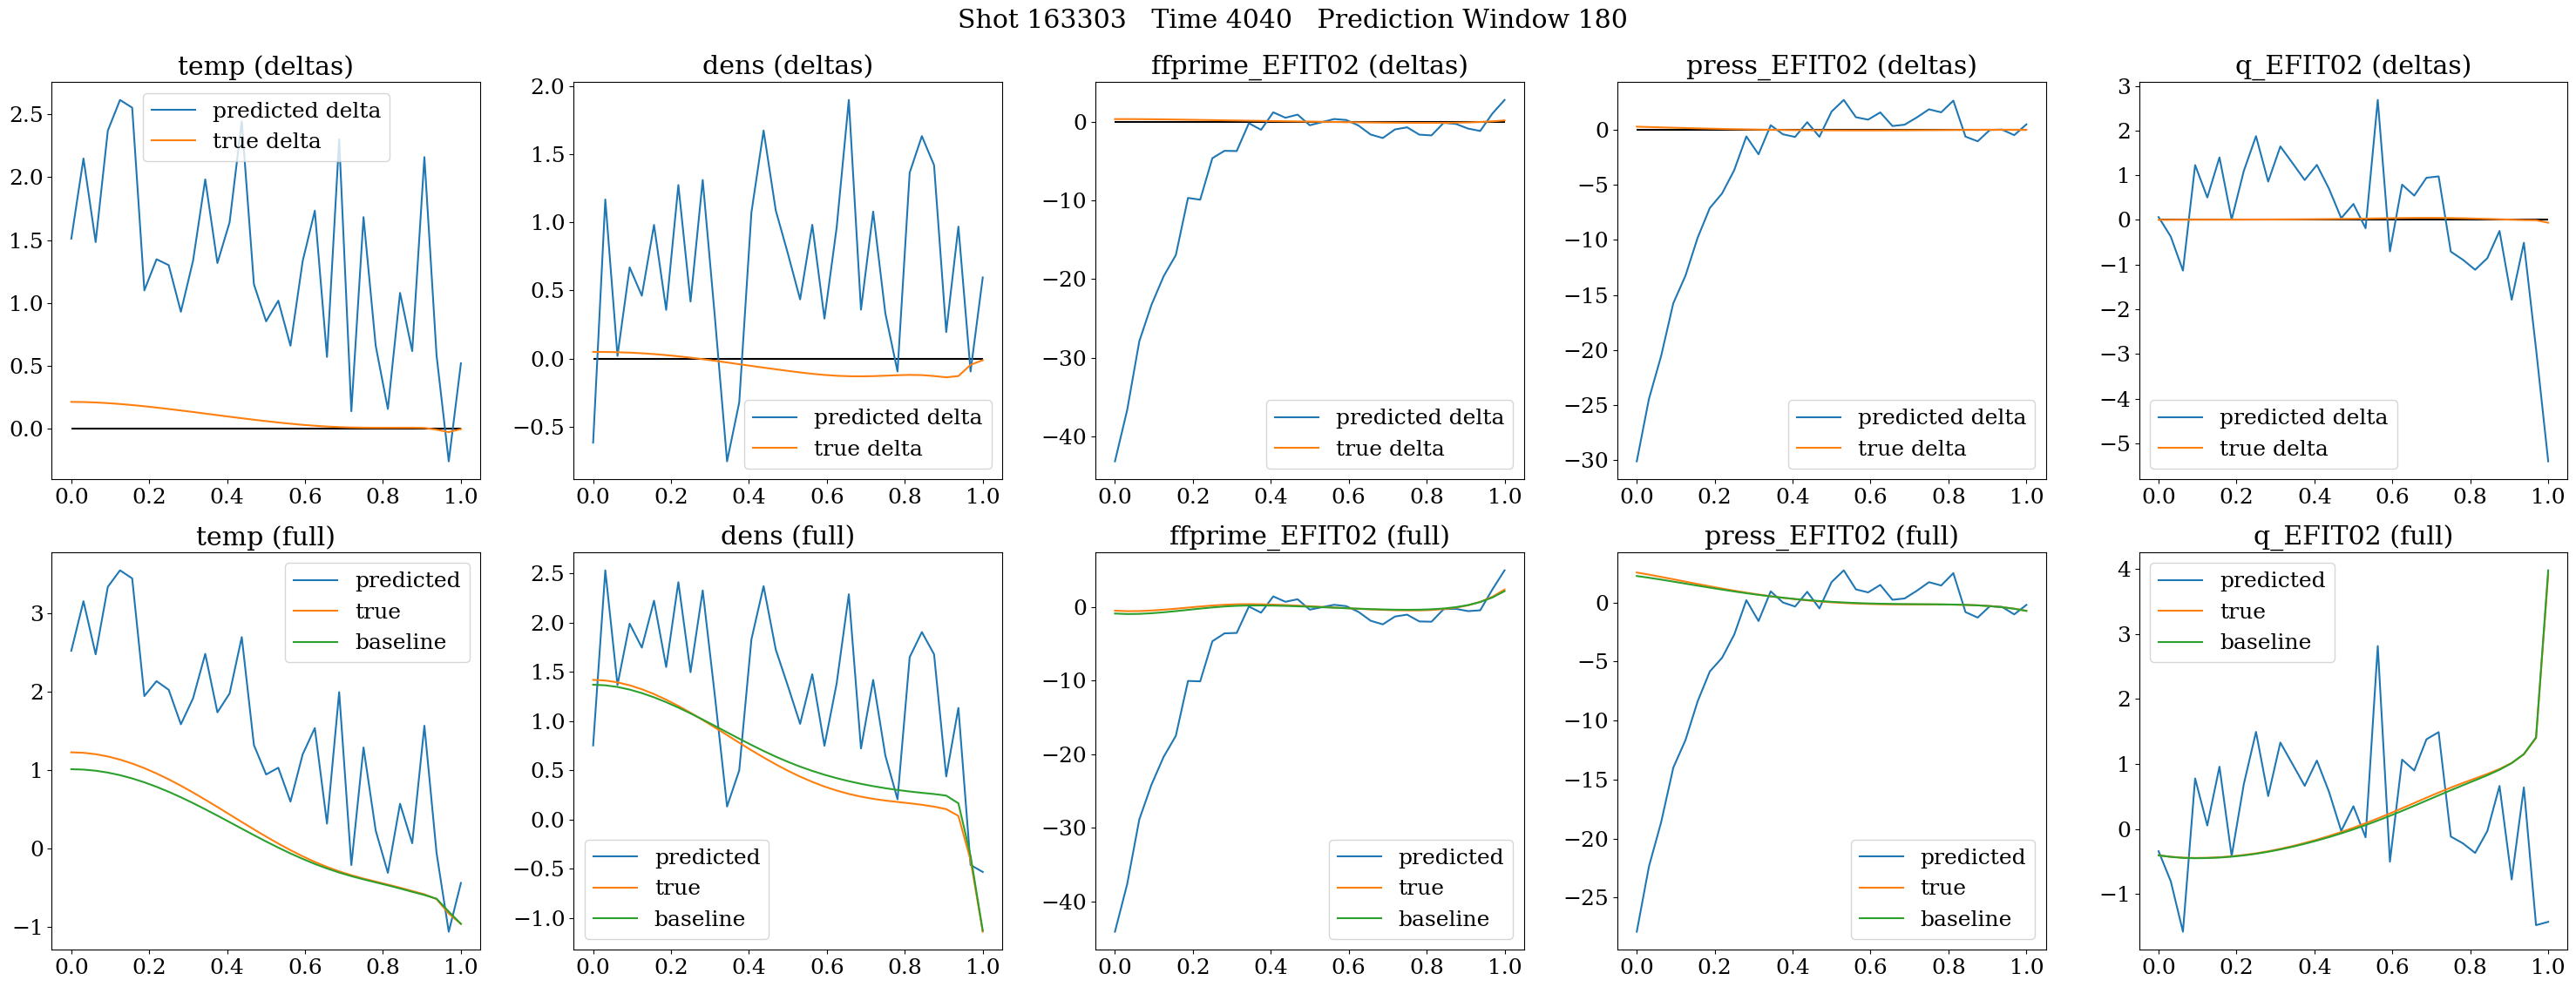 Shot 163303   Time 4040   Prediction Window 180
temp (deltas)
2.5
2.0
1.5
1.0
0.5
0.0
0.0 0.2 0.4 0.6 0.8 1.0
predicted delta
true delta
dens (deltas)
2.0
1.5
1.0
0.5
0.0
−0.5
0.0 0.2 0.4 0.6 0.8 1.0
predicted delta
true delta
ffprime_EFIT02 (deltas)
0
−10
−20
−30
−40
0.0 0.2 0.4 0.6 0.8 1.0
predicted delta
true delta
press_EFIT02 (deltas)
0
−5
−10
−15
−20
−25
−30
0.0 0.2 0.4 0.6 0.8 1.0
predicted delta
true delta
q_EFIT02 (deltas)
3
2
1
0
−1
−2
−3
−4
−5
0.0 0.2 0.4 0.6 0.8 1.0
predicted delta
true delta
temp (full)
3
2
1
0
−1
0.0 0.2 0.4 0.6 0.8 1.0
predicted
true
baseline
dens (full)
2.5
2.0
1.5
1.0
0.5
0.0
−0.5
−1.0
0.0 0.2 0.4 0.6 0.8 1.0
predicted
true
baseline
ffprime_EFIT02 (full)
0
−10
−20
−30
−40
0.0 0.2 0.4 0.6 0.8 1.0
predicted
true
baseline
press_EFIT02 (full)
0
−5
−10
−15
−20
−25
0.0 0.2 0.4 0.6 0.8 1.0
predicted
true
baseline
q_EFIT02 (full)
4
3
2
1
0
−1
0.0 0.2 0.4 0.6 0.8 1.0
predicted
true
baseline